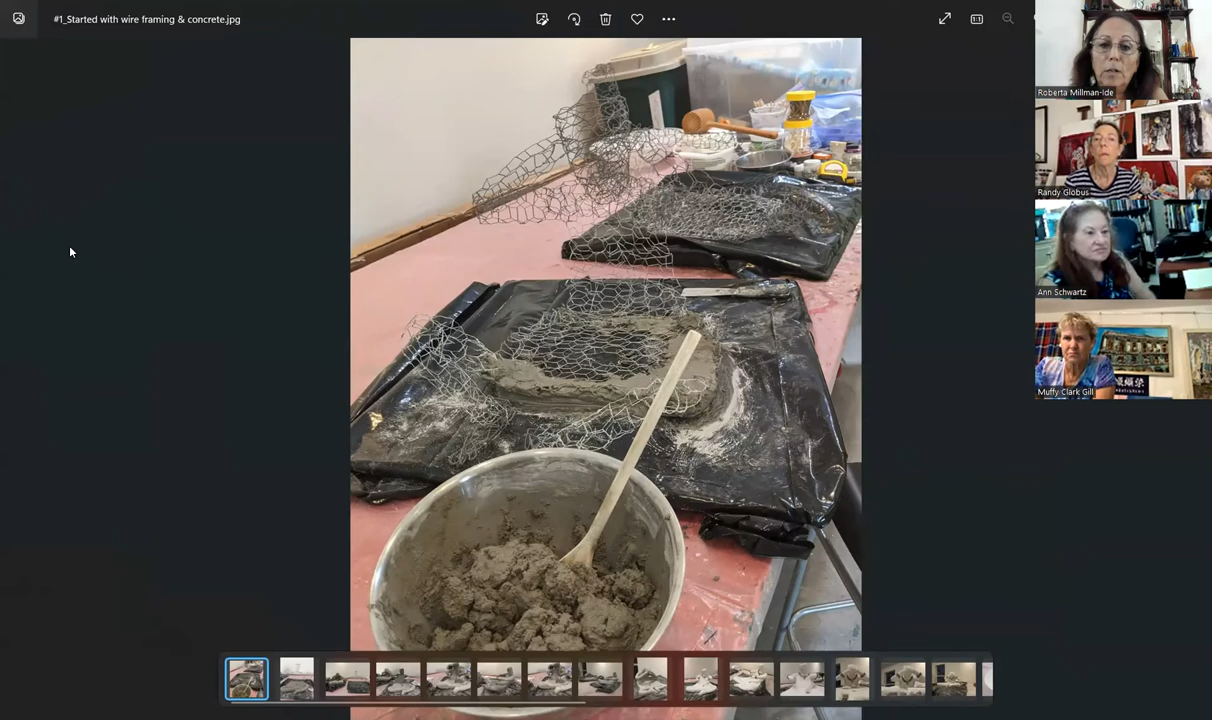 #1_Started with wire framing & concrete.jpg
Roberta Millman-Ide
Randy Globus
Ann Schwartz
Muffy Clark Gill